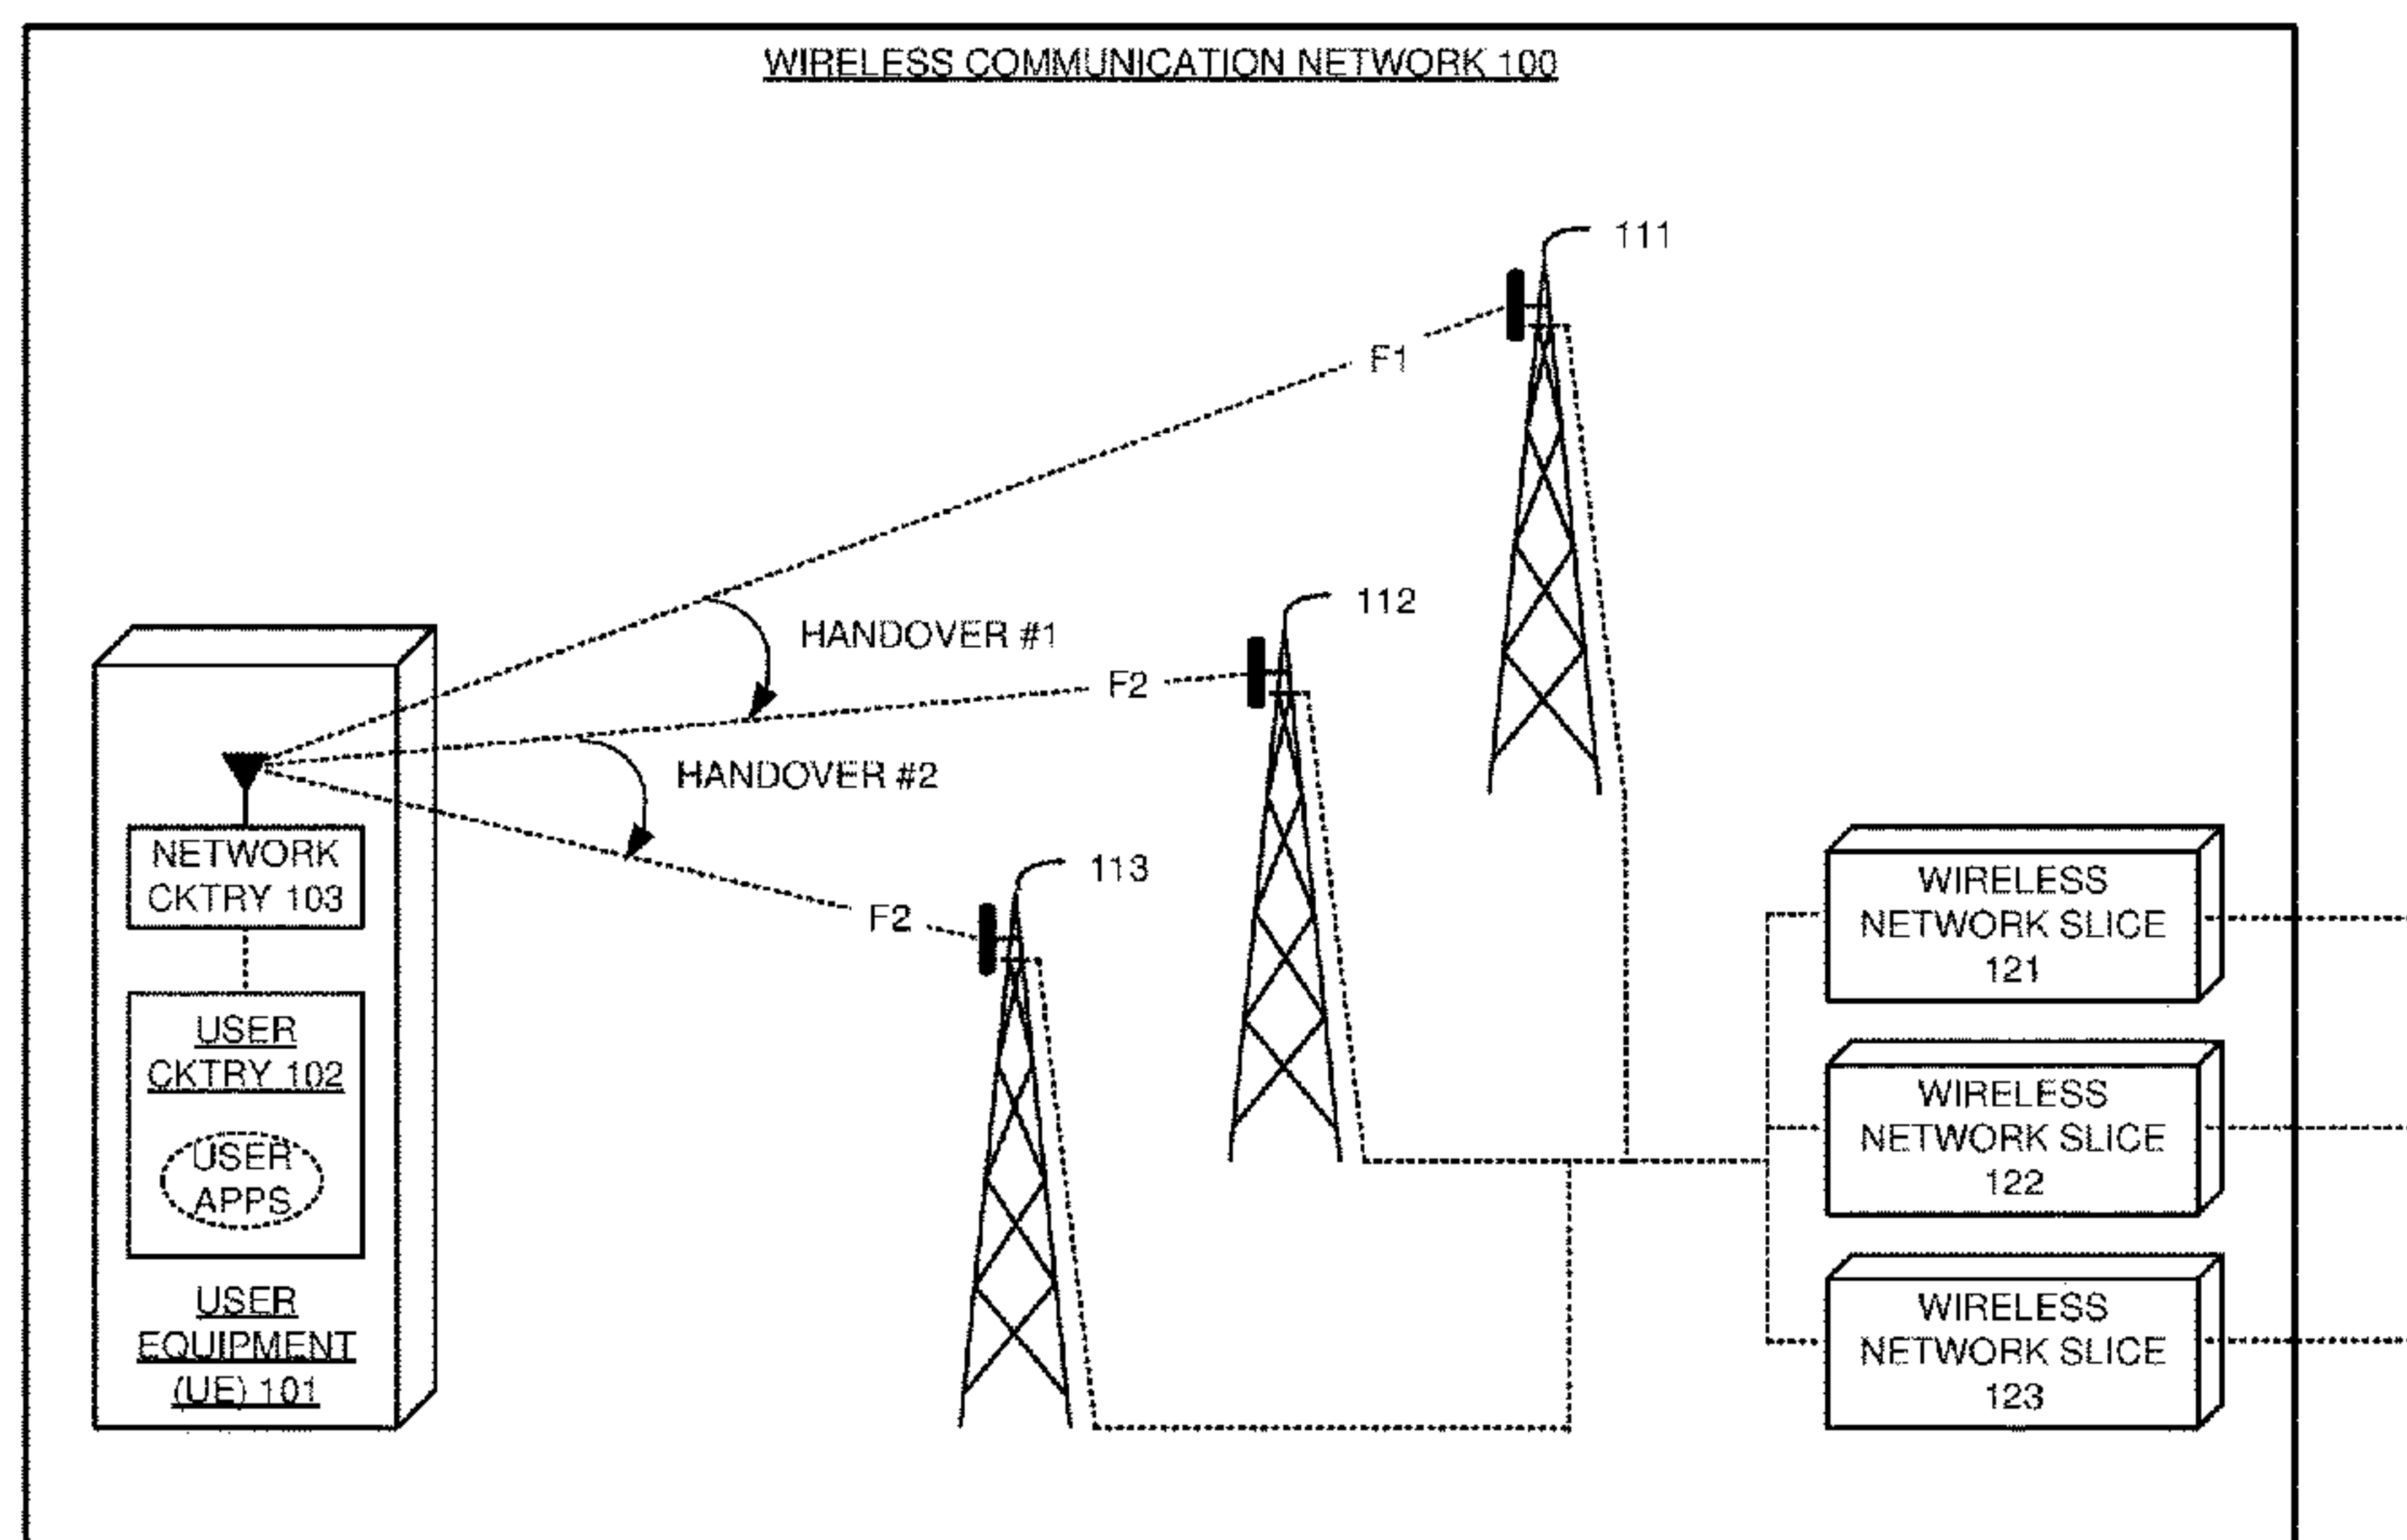 WIRELESS COMMUNICATION NETWORK 100
111
F1
112
HANDOVER #1
F2
HANDOVER #2
113
F2
NETWORK
CKTRY 103
USER
CKTRY 102
USER
APPS
USER
EQUIPMENT
(UE) 101
WIRELESS
NETWORK SLICE
121
WIRELESS
NETWORK SLICE
122
WIRELESS
NETWORK SLICE
123